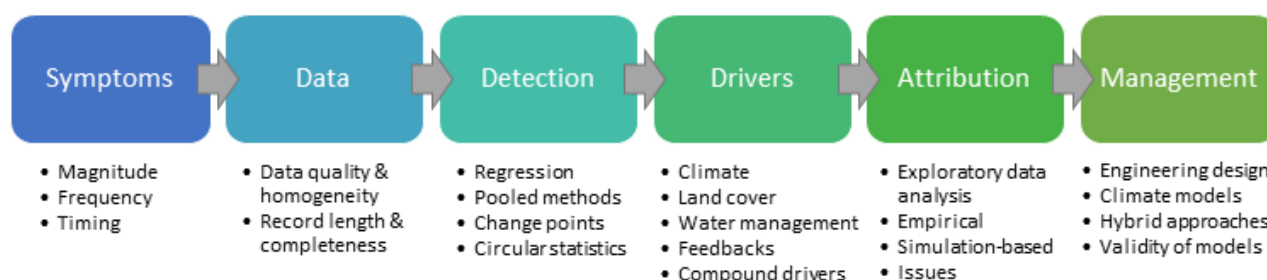 Symptoms
Data
Detection
Drivers
Attribution
Management
• Magnitude
• Frequency
• Timing
• Data quality &
homogeneity
• Record length &
completeness
• Regression
• Pooled methods
• Change points
• Circular statistics
• Climate
• Land cover
• Water management
• Feedbacks
• Compound drivers
• Exploratory data
analysis
• Empirical
• Simulation-based
• Issues
• Engineering design
• Climate models
• Hybrid approaches
• Validity of models